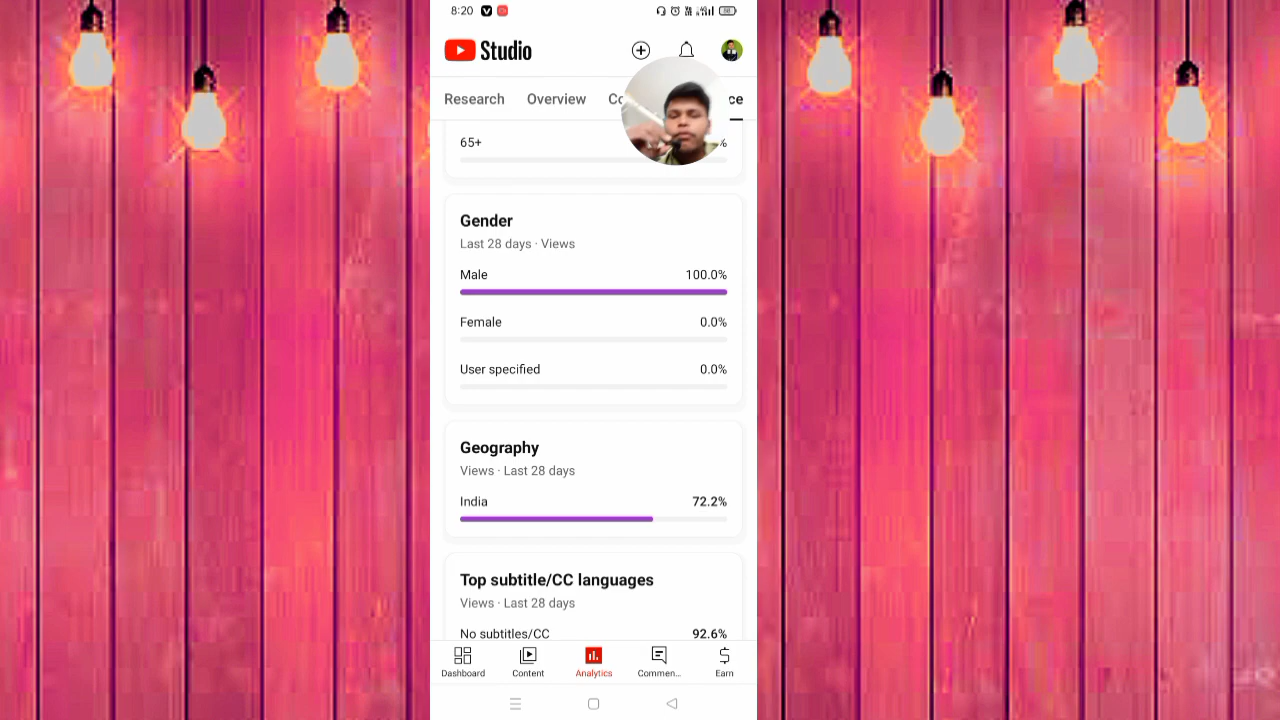 8:20
Studio
Research Overview
65+ %
Gender
Last 28 days · Views
Male 100.0%
Female 0.0%
User specified 0.0%
Geography
Views · Last 28 days
India 72.2%
Top subtitle/CC languages
Views · Last 28 days
No subtitles/CC 92.6%
Dashboard Content Analytics Commen... Earn